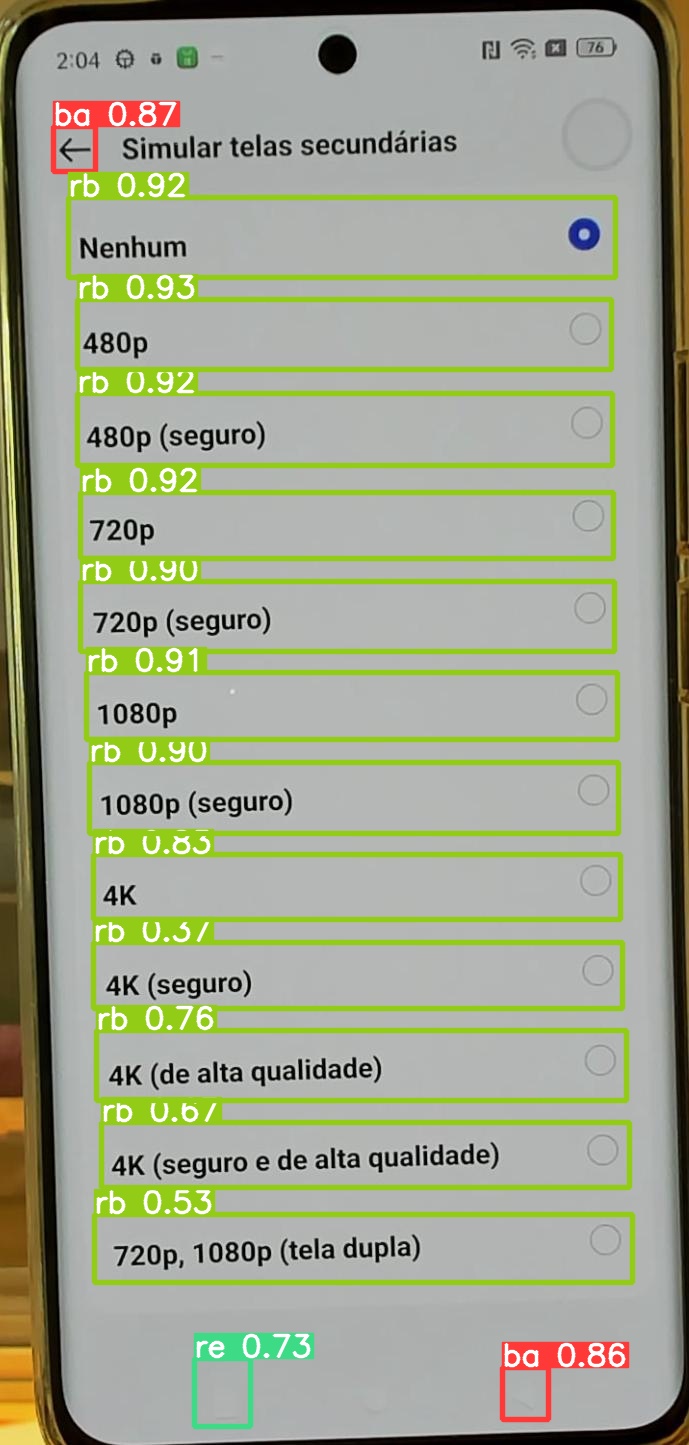 2:04 76
ba 0.87
Simular telas secundárias
rb 0.92
Nenhum
rb 0.93
480p
rb 0.92
480p (seguro)
rb 0.92
720p
rb 0.90
720p (seguro)
rb 0.91
1080p
rb 0.90
1080p (seguro)
rb 0.83
4K
rb 0.37
4K (seguro)
rb 0.76
4K (de alta qualidade)
rb 0.67
4K (seguro e de alta qualidade)
rb 0.53
720p, 1080p (tela dupla)
re 0.73
ba 0.86